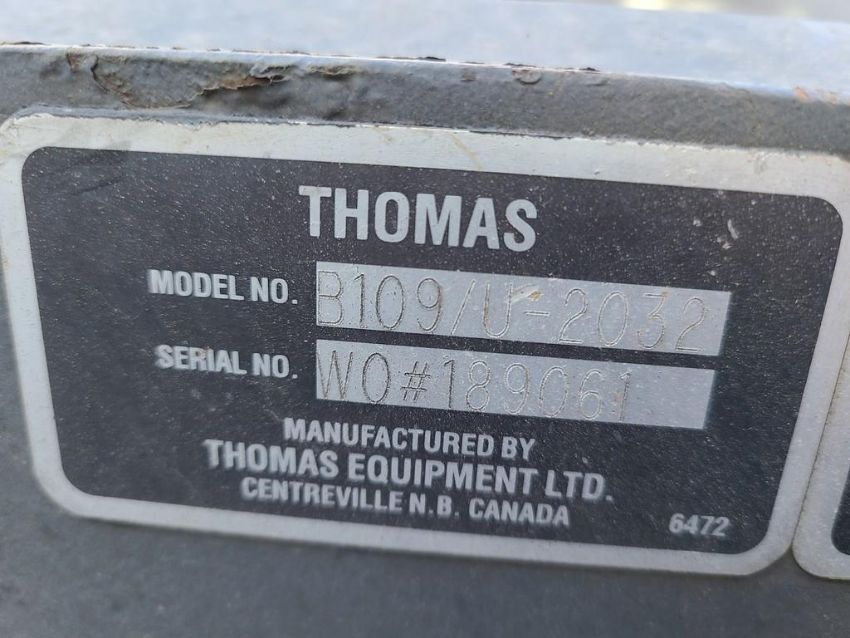 THOMAS
MODEL NO. B109/U-2032
SERIAL NO. WO#189061
MANUFACTURED BY
THOMAS EQUIPMENT LTD.
CENTREVILLE N.B. CANADA
6472